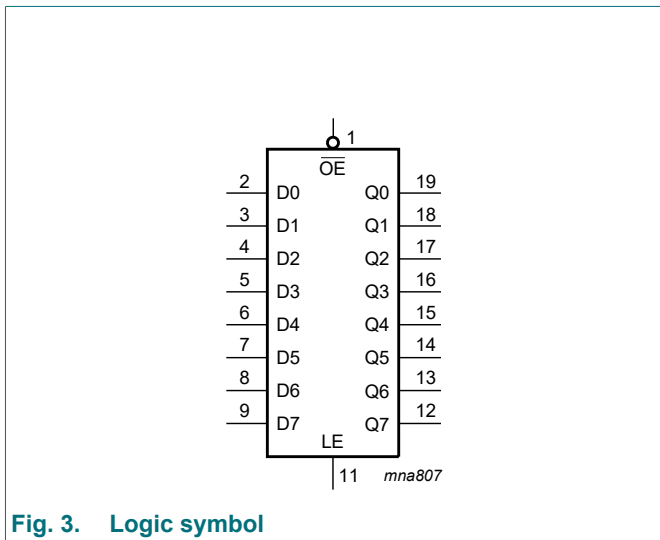 1
OE
2 D0 Q0 19
3 D1 Q1 18
4 D2 Q2 17
5 D3 Q3 16
6 D4 Q4 15
7 D5 Q5 14
8 D6 Q6 13
9 D7 Q7 12
LE
11 mna807
Fig. 3. Logic symbol